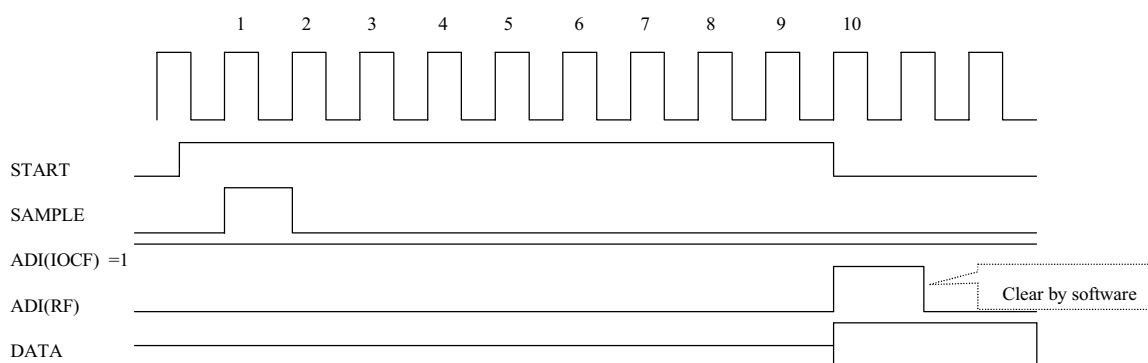 1 2 3 4 5 6 7 8 9 10
START
SAMPLE
ADI(IOCF) =1
ADI(RF)
Clear by software
DATA